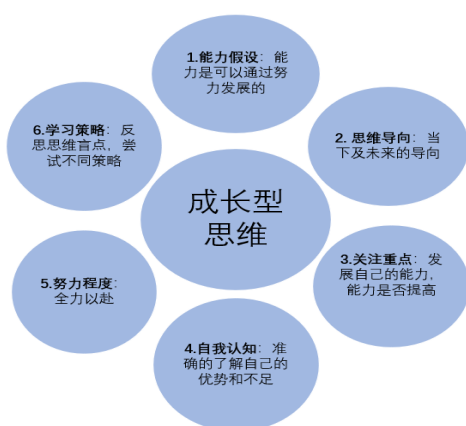 1.能力假设：能
力是可以通过努
力发展的
2. 思维导向：当
下及未来的导向
3.关注重点：发
展自己的能力，
能力是否提高
4.自我认知：准
确的了解自己的
优势和不足
5.努力程度：
全力以赴
6.学习策略：反
思思维盲点，尝
试不同策略
成长型
思维